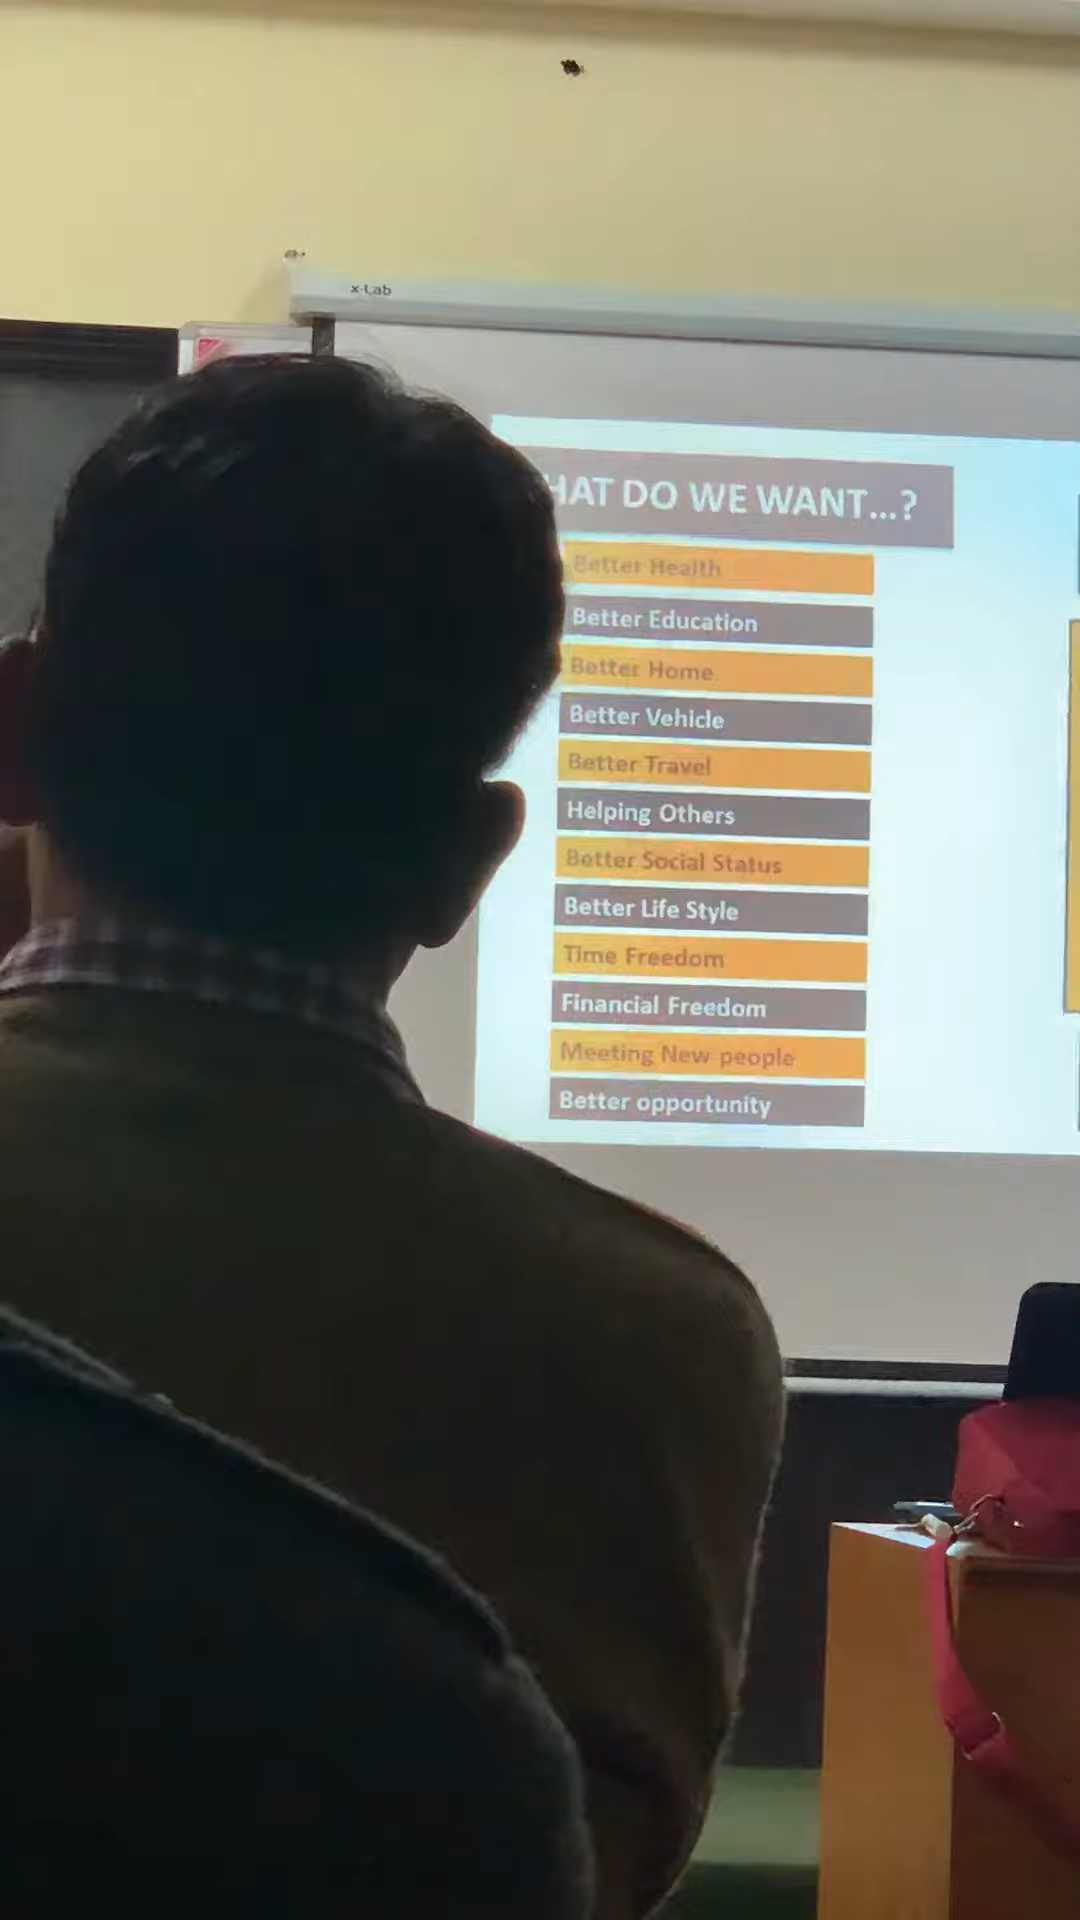 x-Lab
HAT DO WE WANT...?
Better Health
Better Education
Better Home
Better Vehicle
Better Travel
Helping Others
Better Social Status
Better Life Style
Time Freedom
Financial Freedom
Meeting New people
Better opportunity